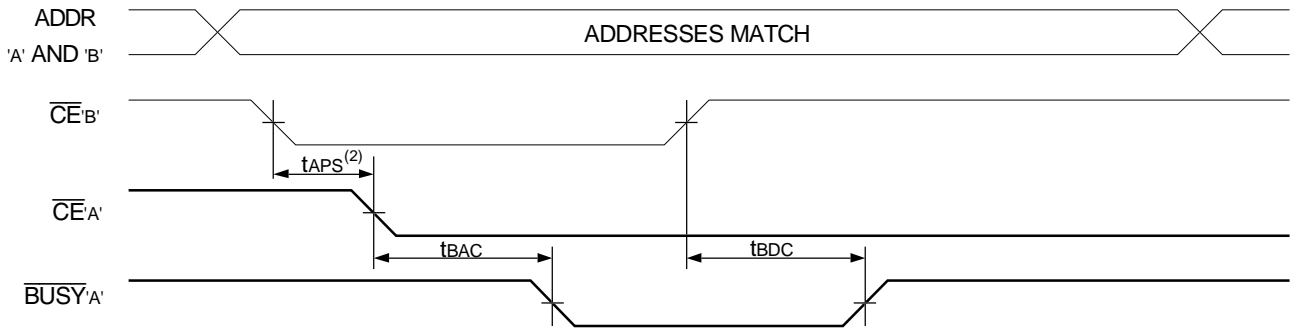 ADDR
'A' AND 'B'
ADDRESSES MATCH
CE'B'
tAPS(2)
CE'A'
tBAC
tBDC
BUSY'A'